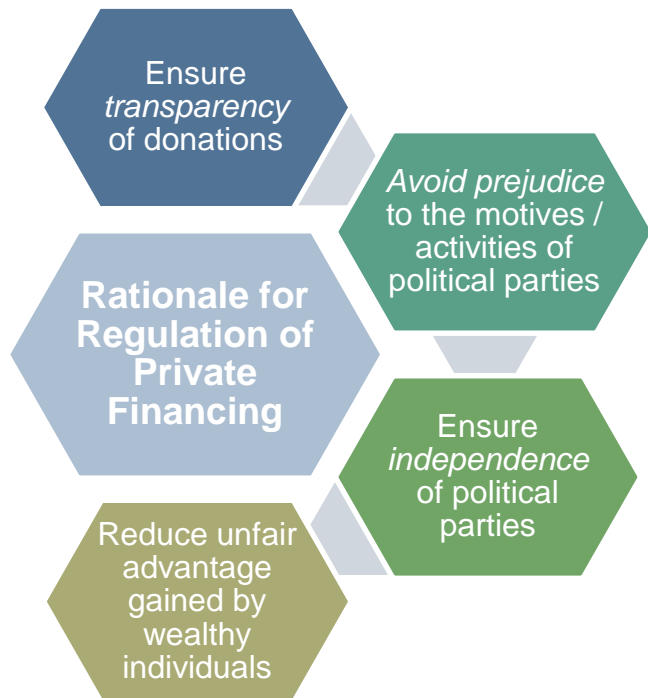 Ensure
transparency
of donations
Avoid prejudice
to the motives /
activities of
political parties
Rationale for
Regulation of
Private
Financing
Ensure
independence
of political
parties
Reduce unfair
advantage
gained by
wealthy
individuals